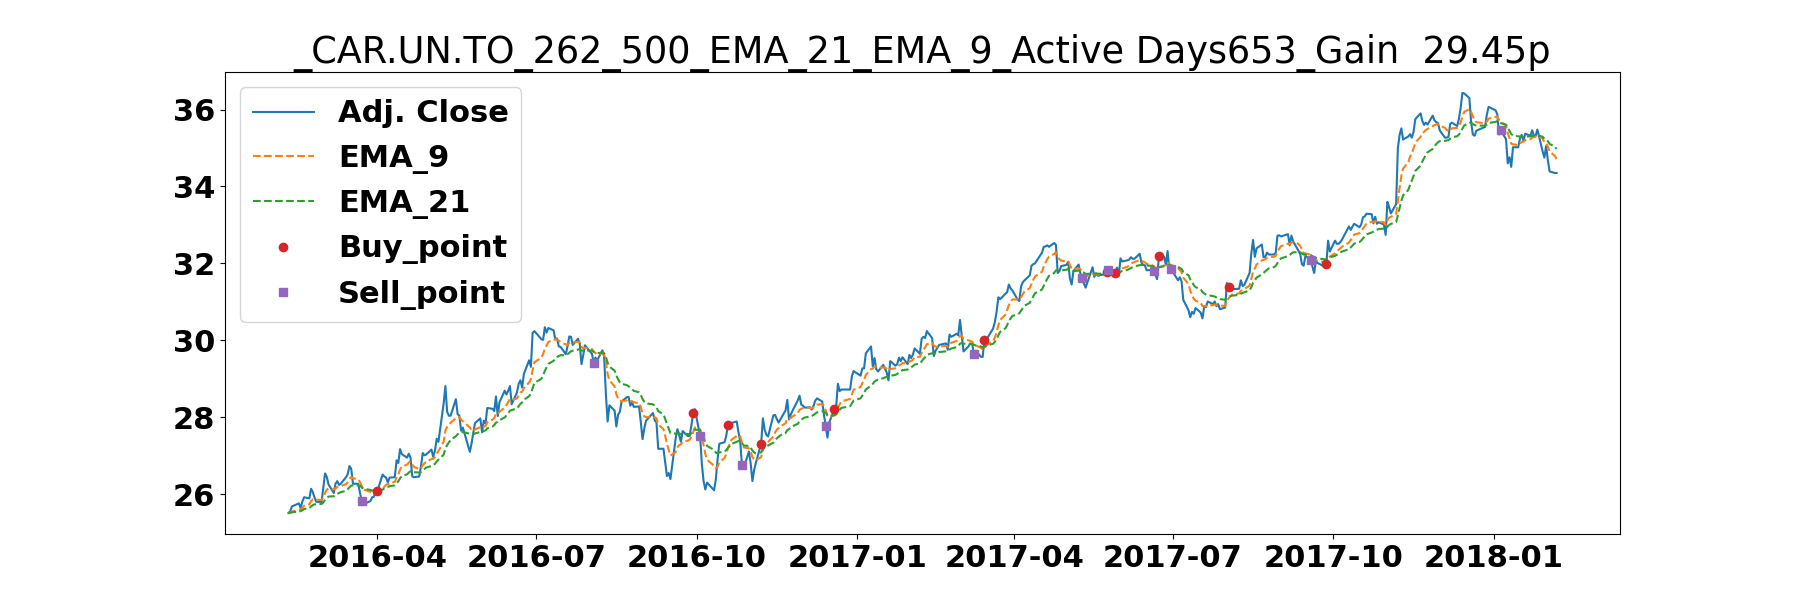 _CAR.UN.TO_262_500_EMA_21_EMA_9_Active Days653_Gain  29.45p
Adj. Close
EMA_9
EMA_21
Buy_point
Sell_point
36
34
32
30
28
26
2016-04 2016-07 2016-10 2017-01 2017-04 2017-07 2017-10 2018-01